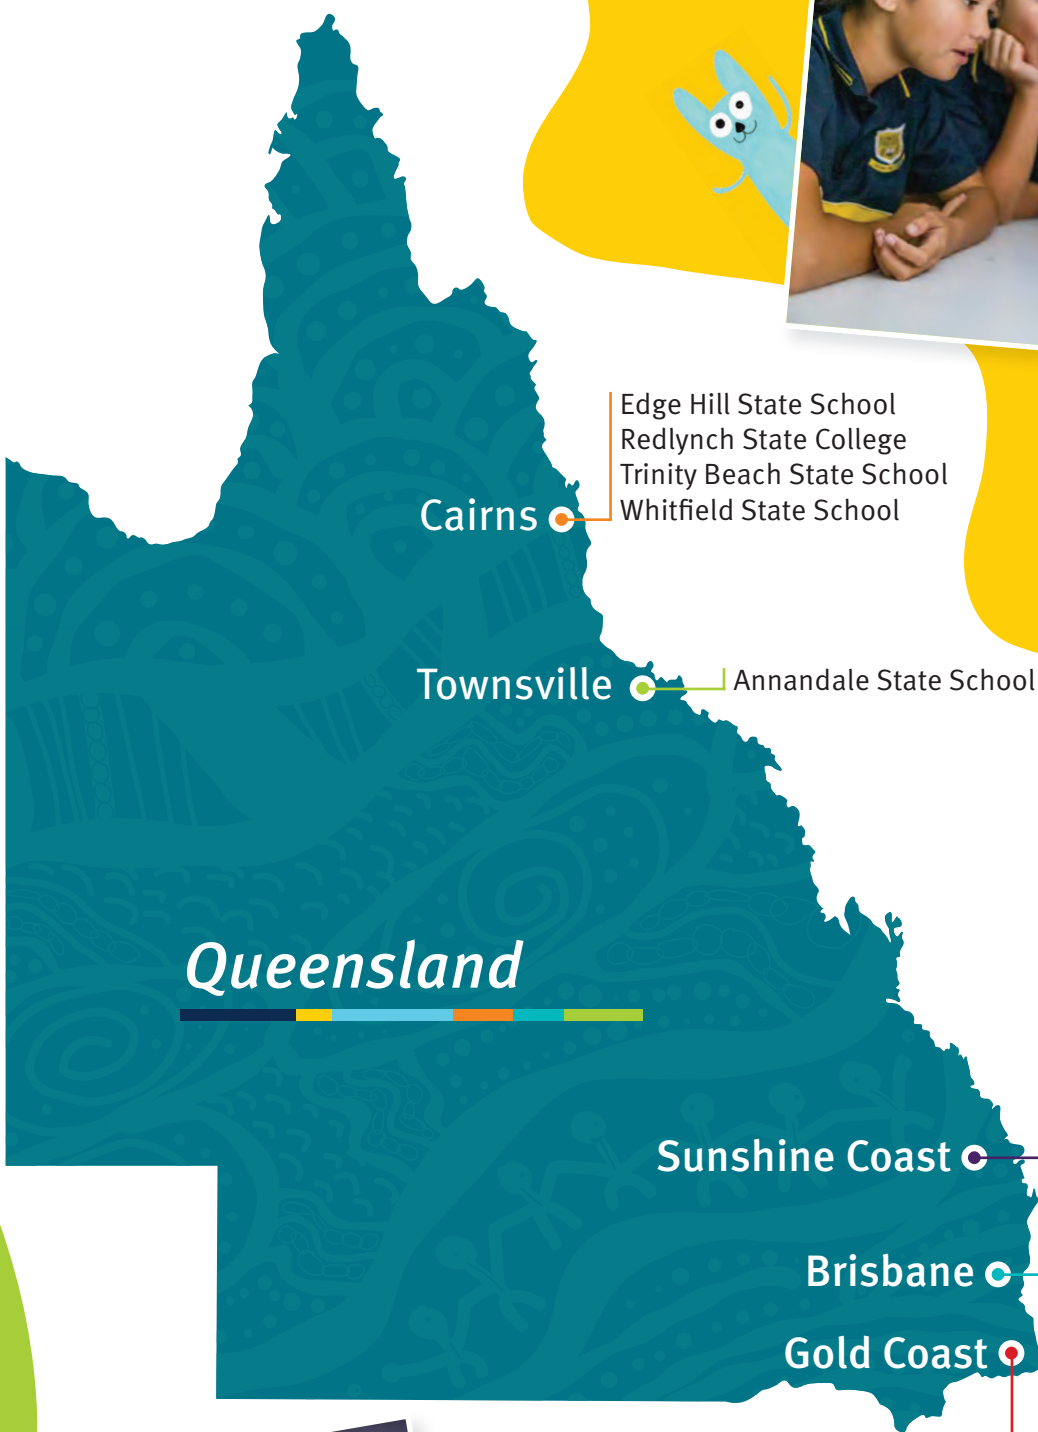 Edge Hill State School
Redlynch State College
Trinity Beach State School
Whitfield State School
Cairns
Townsville
Annandale State School
Queensland
Sunshine Coast
Brisbane
Gold Coast